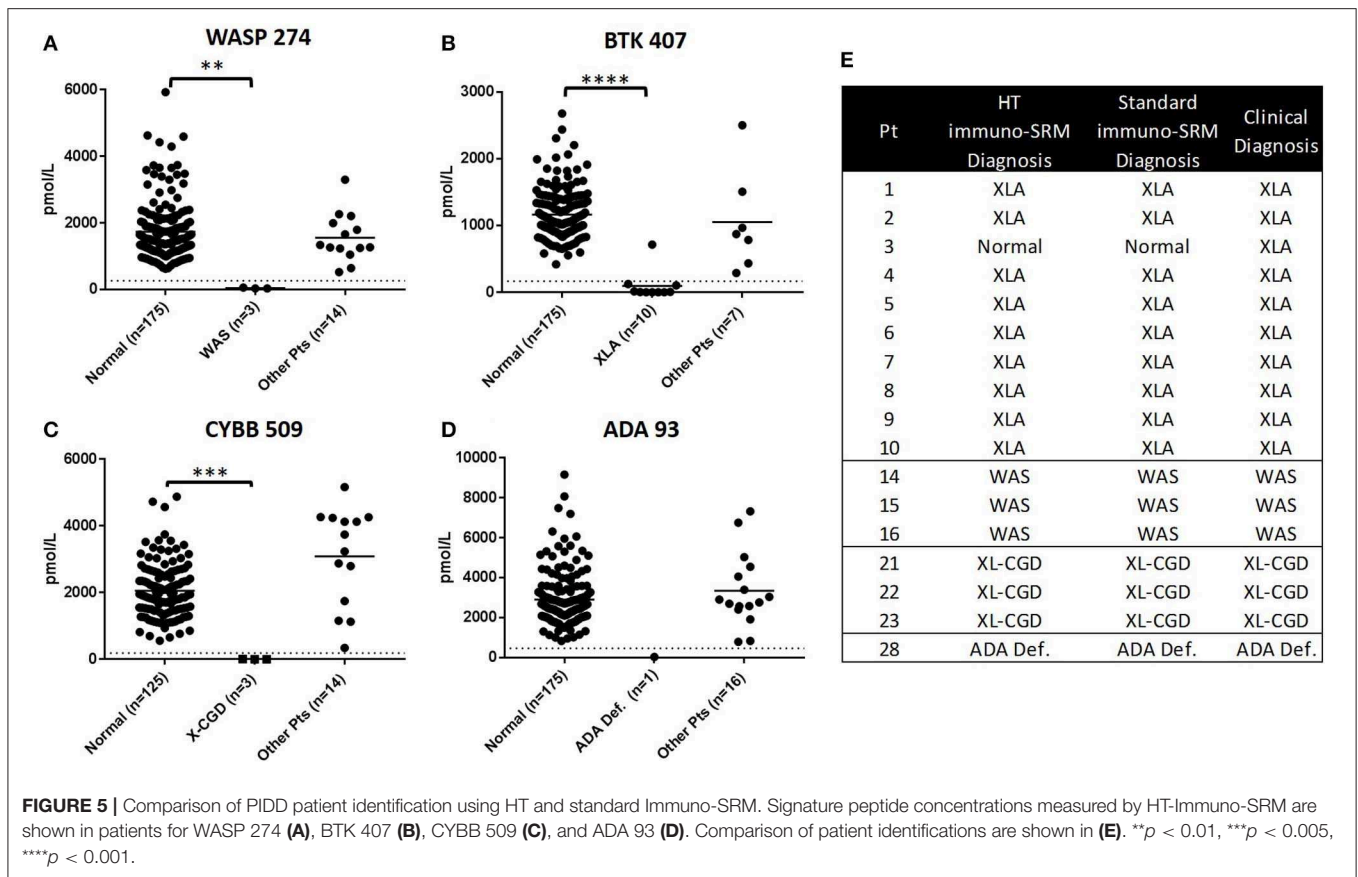 A
WASP 274
**
pmol/L
6000
4000
2000
0
Normal (n=175)
WAS (n=3)
Other Pts (n=14)
B
BTK 407
****
pmol/L
3000
2000
1000
0
Normal (n=175)
XLA (n=10)
Other Pts (n=7)
C
CYBB 509
***
pmol/L
6000
4000
2000
0
Normal (n=125)
X-CGD (n=3)
Other Pts (n=14)
D
ADA 93
pmol/L
10000
8000
6000
4000
2000
0
Normal (n=175)
ADA Def. (n=1)
Other Pts (n=16)
E
Pt HT immuno-SRM Diagnosis Standard immuno-SRM Diagnosis Clinical Diagnosis
1 XLA XLA XLA
2 XLA XLA XLA
3 Normal Normal XLA
4 XLA XLA XLA
5 XLA XLA XLA
6 XLA XLA XLA
7 XLA XLA XLA
8 XLA XLA XLA
9 XLA XLA XLA
10 XLA XLA XLA
14 WAS WAS WAS
15 WAS WAS WAS
16 WAS WAS WAS
21 XL-CGD XL-CGD XL-CGD
22 XL-CGD XL-CGD XL-CGD
23 XL-CGD XL-CGD XL-CGD
28 ADA Def. ADA Def. ADA Def.
FIGURE 5 | Comparison of PIDD patient identification using HT and standard Immuno-SRM. Signature peptide concentrations measured by HT-Immuno-SRM are
shown in patients for WASP 274 (A), BTK 407 (B), CYBB 509 (C), and ADA 93 (D). Comparison of patient identifications are shown in (E). **p < 0.01, ***p < 0.005,
****p < 0.001.